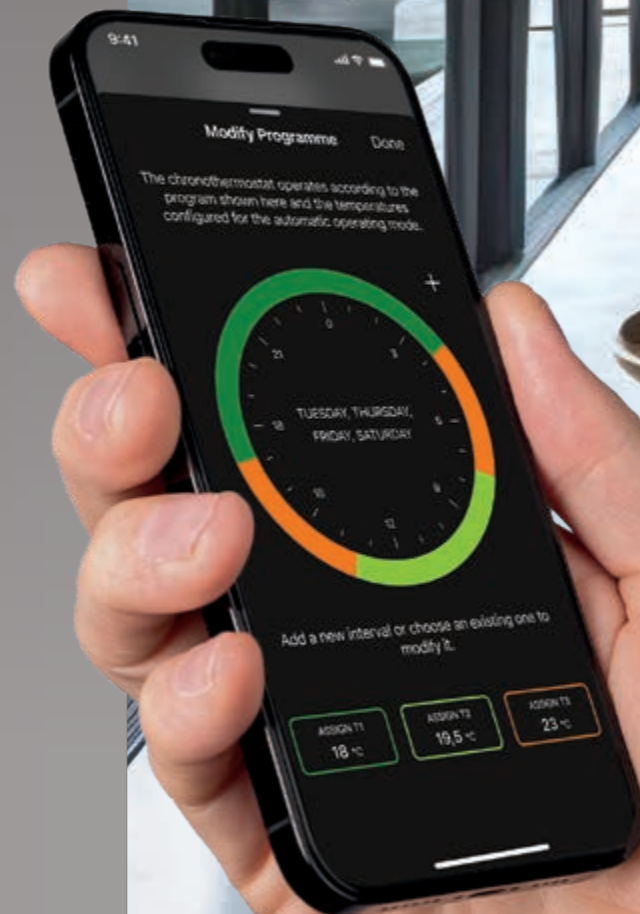 9:41
Modify Programme
Done
The chronothermostat operates according to the
program shown here and the temperatures
configured for the automatic operating mode.
+
0
21
3
18
6
TUESDAY, THURSDAY,
FRIDAY, SATURDAY
9
12
Add a new interval or choose an existing one to
modify it.
ASSIGN T1
18 °C
ASSIGN T2
19,5 °C
ASSIGN T3
23 °C